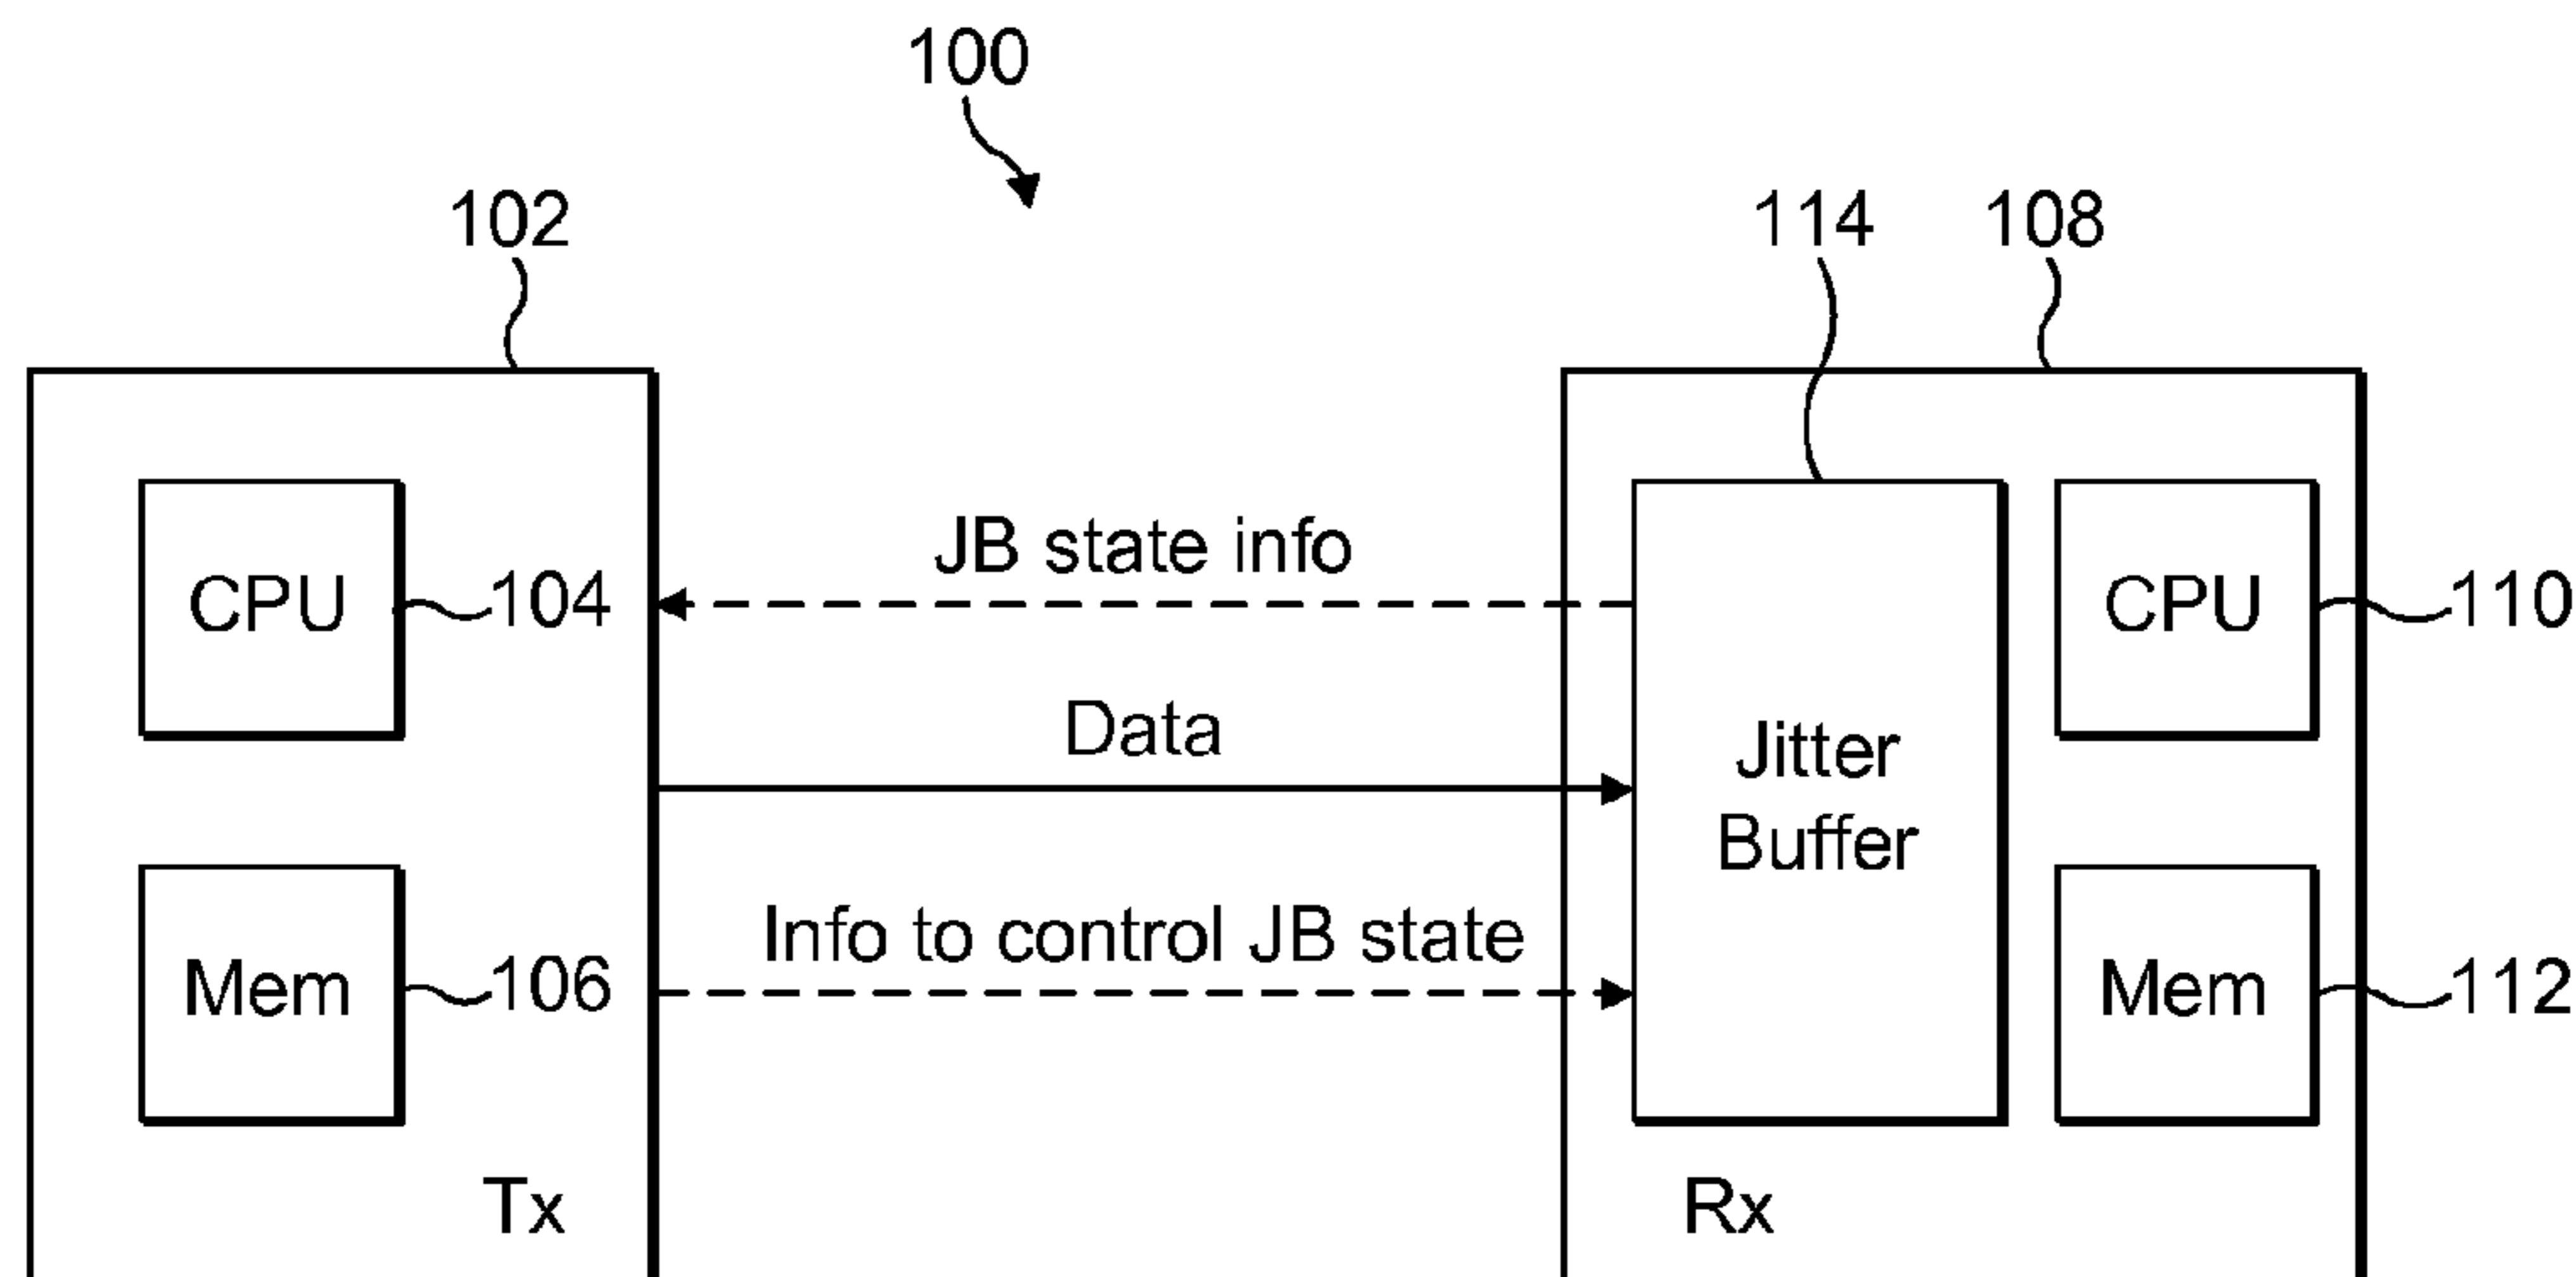 100
102
114
108
JB state info
CPU
104
CPU
110
Data
Jitter
Buffer
Info to control JB state
Mem
106
Mem
112
Tx
Rx